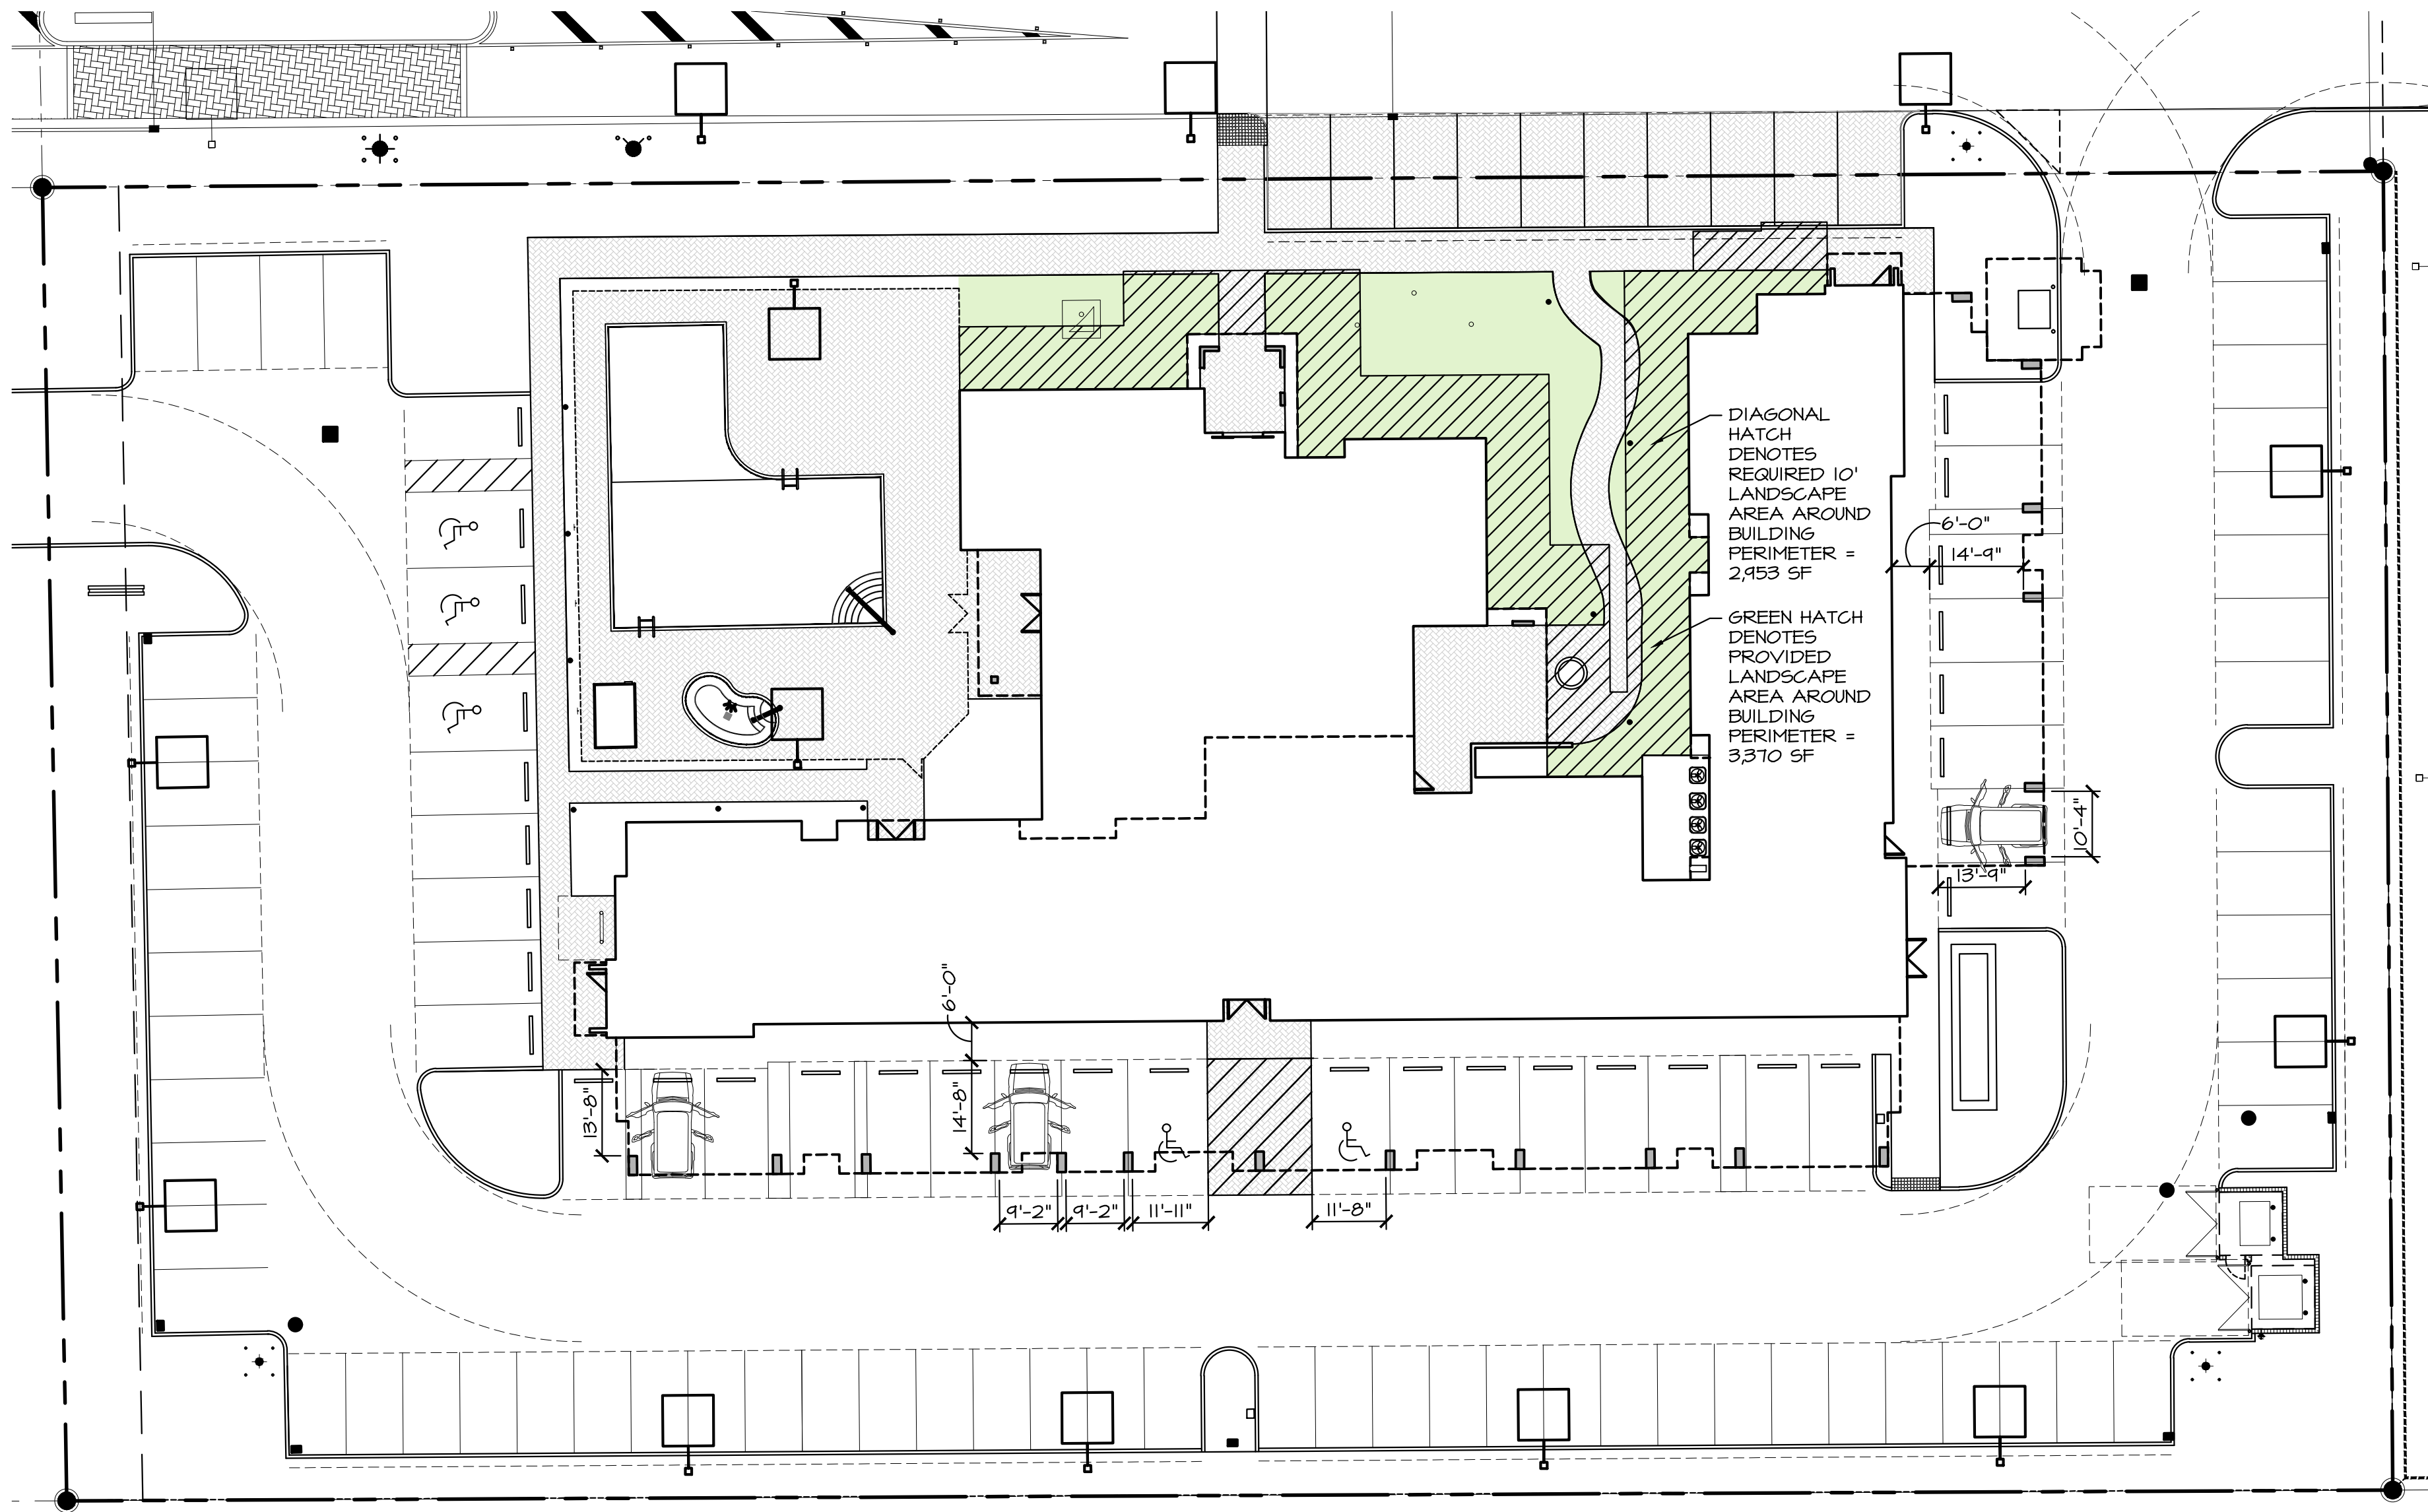 DIAGONAL
HATCH
DENOTES
REQUIRED 10'
LANDSCAPE
AREA AROUND
BUILDING
PERIMETER =
2,953 SF
6'-0"
14'-9"
GREEN HATCH
DENOTES
PROVIDED
LANDSCAPE
AREA AROUND
BUILDING
PERIMETER =
3,370 SF
10'-4"
13'-9"
6'-0"
13'-8"
14'-8"
9'-2"
9'-2"
11'-11"
11'-8"